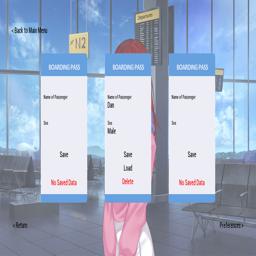 < Back to Main Menu
Departures
N2
BOARDING PASS
Name of Passenger
Sex
Save
No Saved Data
BOARDING PASS
Name of Passenger
Dan
Sex
Male
Save
Load
Delete
BOARDING PASS
Name of Passenger
Sex
Save
No Saved Data
< Return
Preferences >